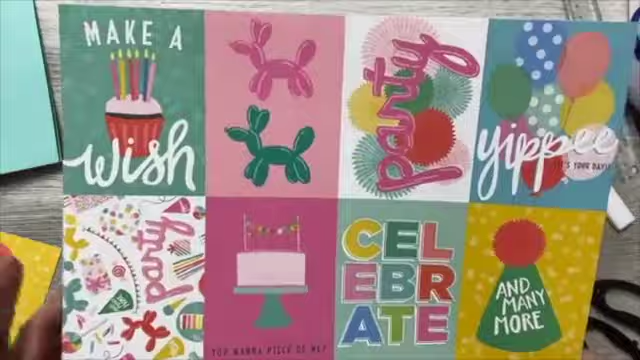 MAKE A
wish
party
yippee
IT'S YOUR DAY!
party
YOU WANNA PIECE OF ME?
CEL
EBR
ATE
AND
MANY
MORE